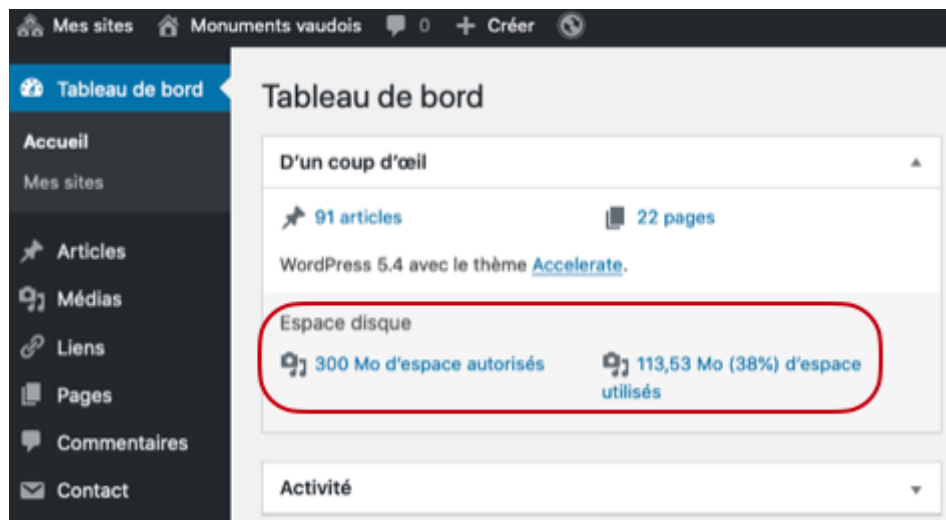 Mes sites Monuments vaudois 0 + Créer
Tableau de bord
Accueil
Mes sites
Articles
Médias
Liens
Pages
Commentaires
Contact
Tableau de bord
D'un coup d'œil
91 articles 22 pages
WordPress 5.4 avec le thème Accelerate.
Espace disque
300 Mo d'espace autorisés 113,53 Mo (38%) d'espace
utilisés
Activité